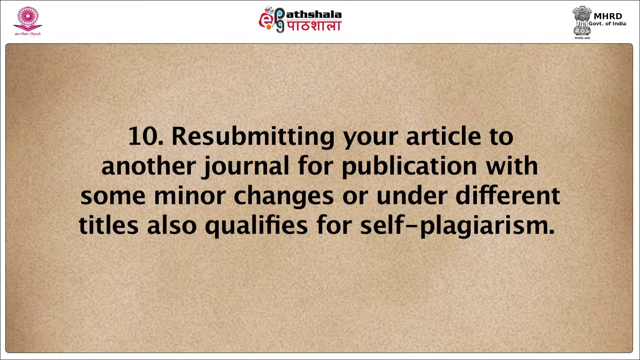 Pathshala
पाठशाला
MHRD
Govt. of India
10. Resubmitting your article to
another journal for publication with
some minor changes or under different
titles also qualifies for self-plagiarism.